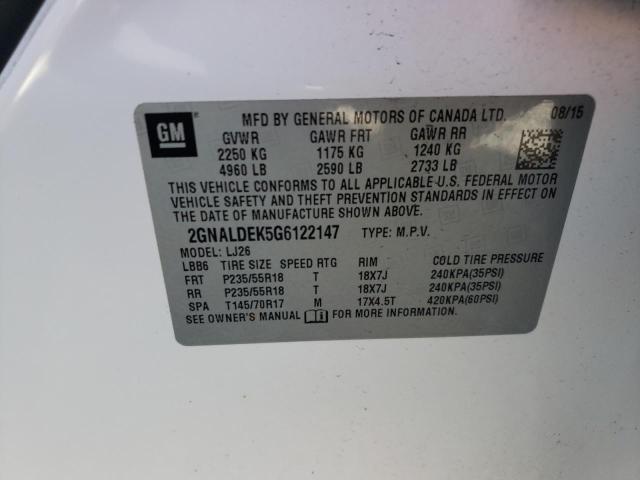 GM
MFD BY GENERAL MOTORS OF CANADA LTD. 08/15
GVWR GAWR FRT GAWR RR
2250 KG 1175 KG 1240 KG
4960 LB 2590 LB 2733 LB
THIS VEHICLE CONFORMS TO ALL APPLICABLE U.S. FEDERAL MOTOR
VEHICLE SAFETY AND THEFT PREVENTION STANDARDS IN EFFECT ON
THE DATE OF MANUFACTURE SHOWN ABOVE.
2GNALDEK5G6122147 TYPE: M.P.V.
MODEL: LJ26
LBB6 TIRE SIZE SPEED RTG RIM COLD TIRE PRESSURE
FRT P235/55R18 T 18X7J 240KPA(35PSI)
RR P235/55R18 T 18X7J 240KPA(35PSI)
SPA T145/70R17 M 17X4.5T 420KPA(60PSI)
SEE OWNER'S MANUAL FOR MORE INFORMATION.